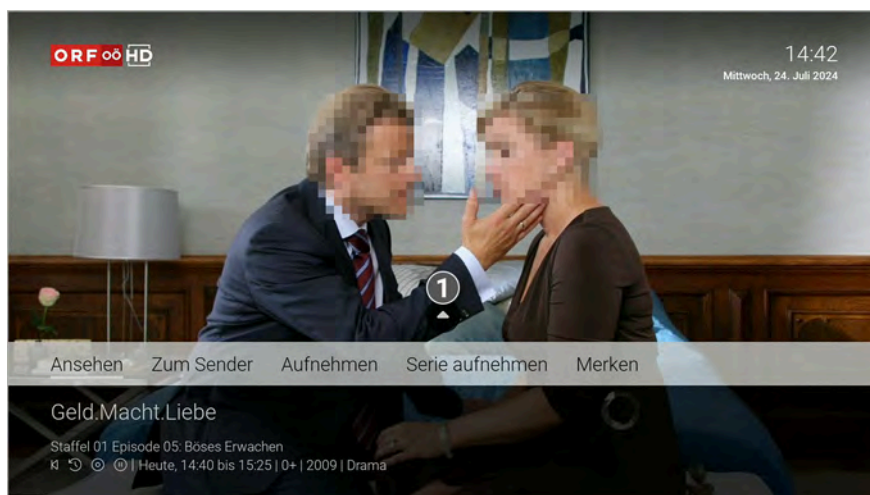 ORF oö HD
14:42
Mittwoch, 24. Juli 2024
1
Ansehen Zum Sender Aufnehmen Serie aufnehmen Merken
Geld.Macht.Liebe
Staffel 01 Episode 05: Böses Erwachen
| Heute, 14:40 bis 15:25 | 0+ | 2009 | Drama